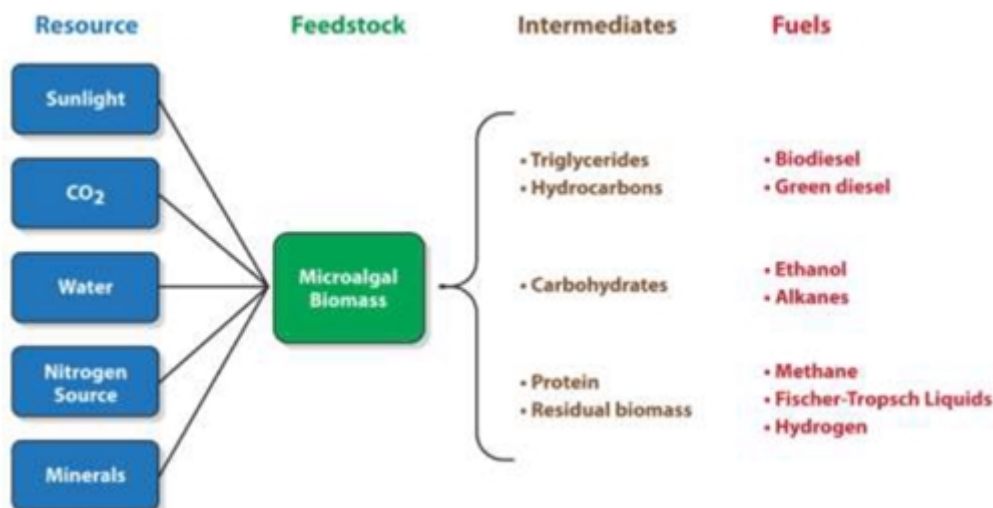 Resource
Feedstock
Intermediates
Fuels
Sunlight
CO2
Water
Nitrogen
Source
Minerals
Microalgal
Biomass
• Triglycerides
• Hydrocarbons
• Biodiesel
• Green diesel
• Carbohydrates
• Ethanol
• Alkanes
• Protein
• Residual biomass
• Methane
• Fischer-Tropsch Liquids
• Hydrogen